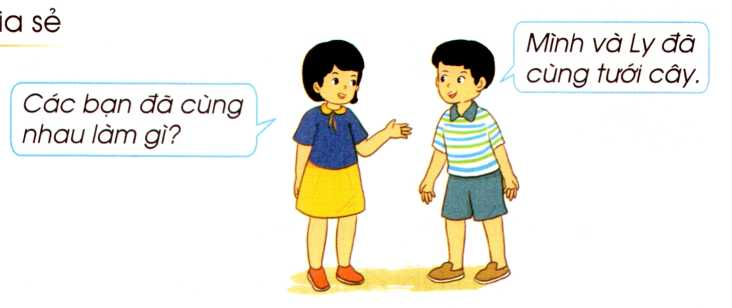 ia sẻ
Mình và Ly đã
cùng tưới cây.
Các bạn đã cùng
nhau làm gì?